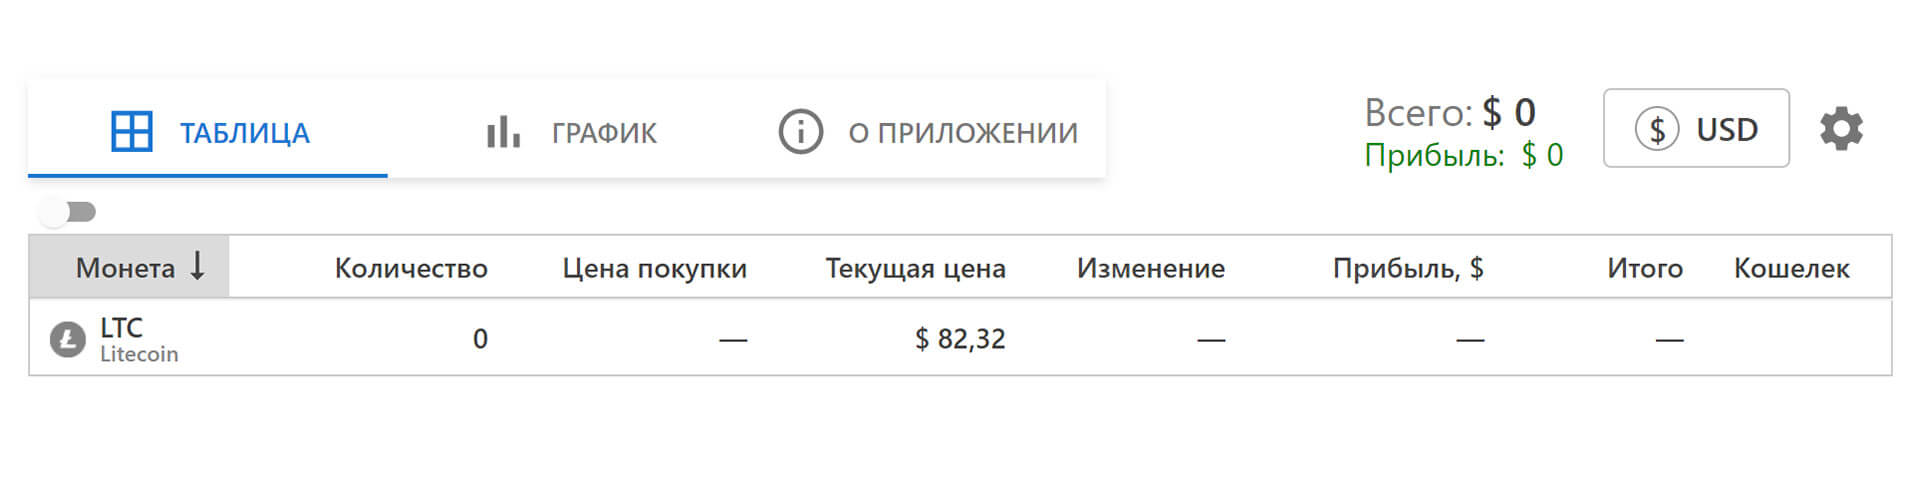 ТАБЛИЦА ГРАФИК О ПРИЛОЖЕНИИ Всего: $ 0 $ USD
Прибыль: $ 0
Монета ↓ Количество Цена покупки Текущая цена Изменение Прибыль, $ Итого Кошелек
LTC 0 — $ 82,32 — — —
Litecoin